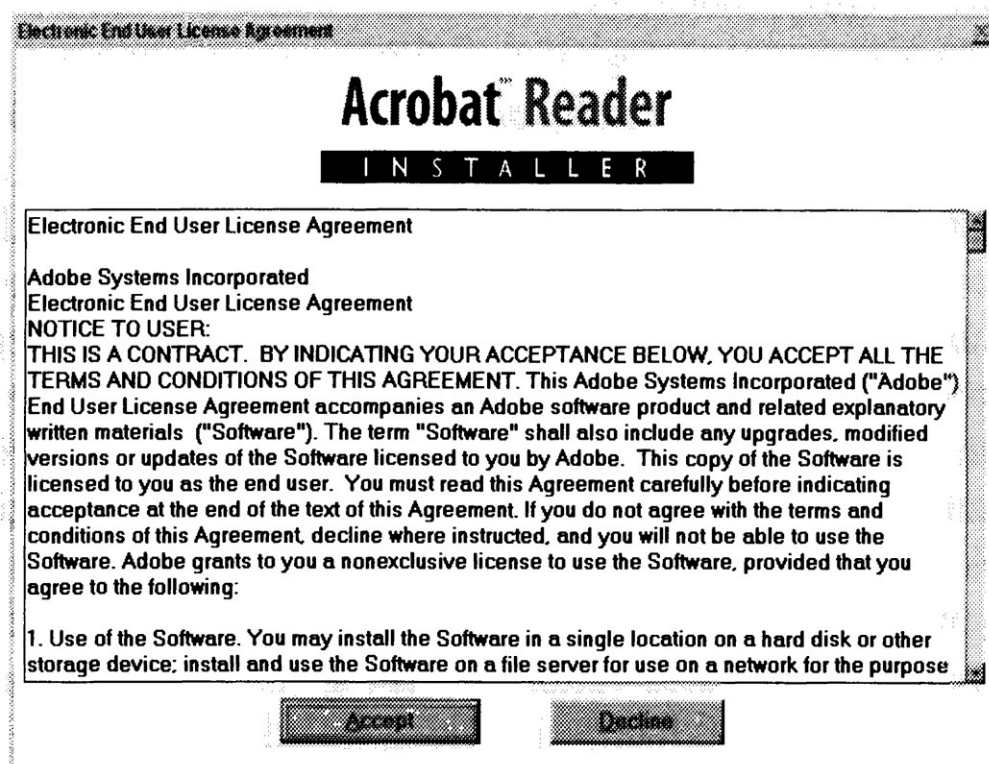 Electronic End User License Agreement
Acrobat™ Reader
INSTALLER
Electronic End User License Agreement
Adobe Systems Incorporated
Electronic End User License Agreement
NOTICE TO USER:
THIS IS A CONTRACT.  BY INDICATING YOUR ACCEPTANCE BELOW, YOU ACCEPT ALL THE
TERMS AND CONDITIONS OF THIS AGREEMENT. This Adobe Systems Incorporated ("Adobe")
End User License Agreement accompanies an Adobe software product and related explanatory
written materials  ("Software"). The term "Software" shall also include any upgrades, modified
versions or updates of the Software licensed to you by Adobe.  This copy of the Software is
licensed to you as the end user.  You must read this Agreement carefully before indicating
acceptance at the end of the text of this Agreement. If you do not agree with the terms and
conditions of this Agreement, decline where instructed, and you will not be able to use the
Software. Adobe grants to you a nonexclusive license to use the Software, provided that you
agree to the following:
1. Use of the Software. You may install the Software in a single location on a hard disk or other
storage device; install and use the Software on a file server for use on a network for the purpose
Accept
Decline